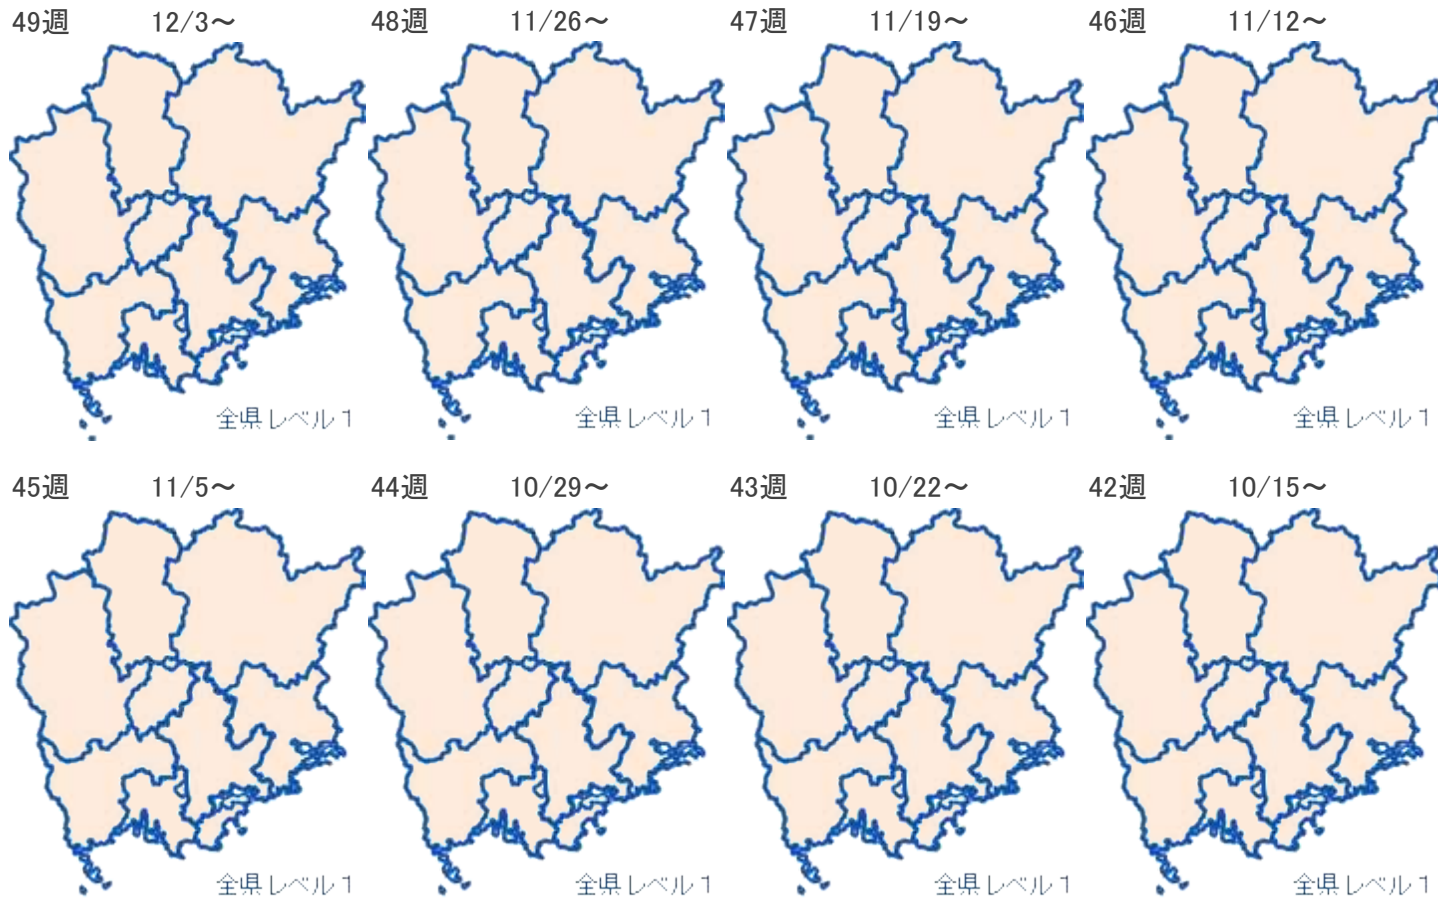 49週 12/3～ 48週 11/26～ 47週 11/19～ 46週 11/12～
全県レベル１ 全県レベル１ 全県レベル１ 全県レベル１
45週 11/5～ 44週 10/29～ 43週 10/22～ 42週 10/15～
全県レベル１ 全県レベル１ 全県レベル１ 全県レベル１